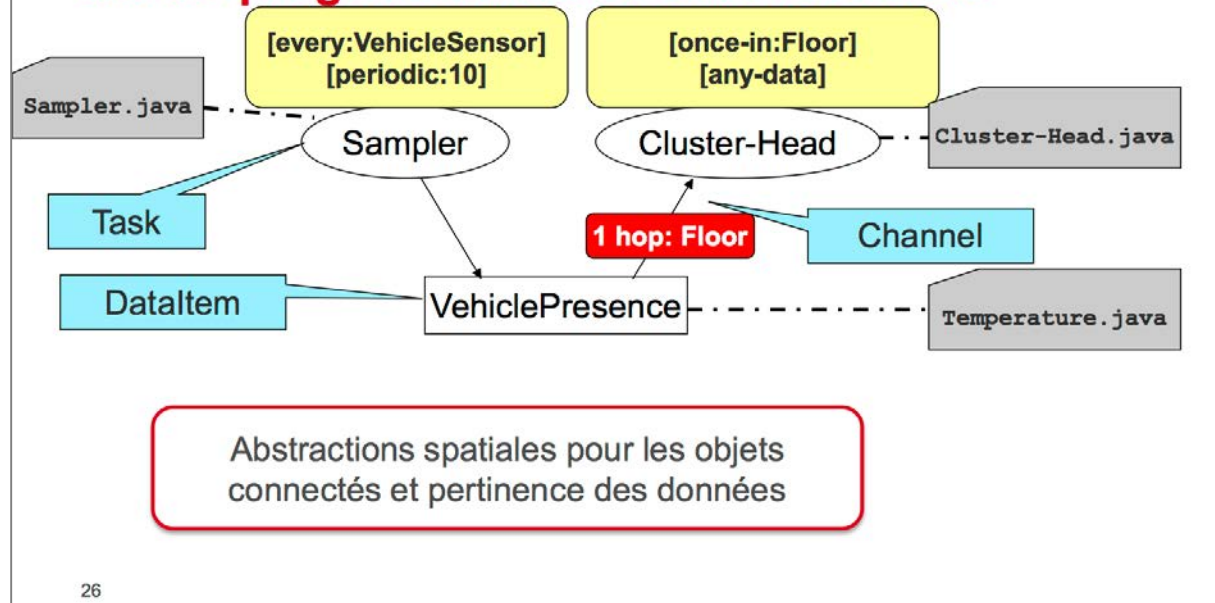 [every:VehicleSensor]
[periodic:10]
[once-in:Floor]
[any-data]
Sampler.java
Sampler
Cluster-Head
Cluster-Head.java
Task
1 hop: Floor
Channel
DataItem
VehiclePresence
Temperature.java
Abstractions spatiales pour les objets
connectés et pertinence des données
26